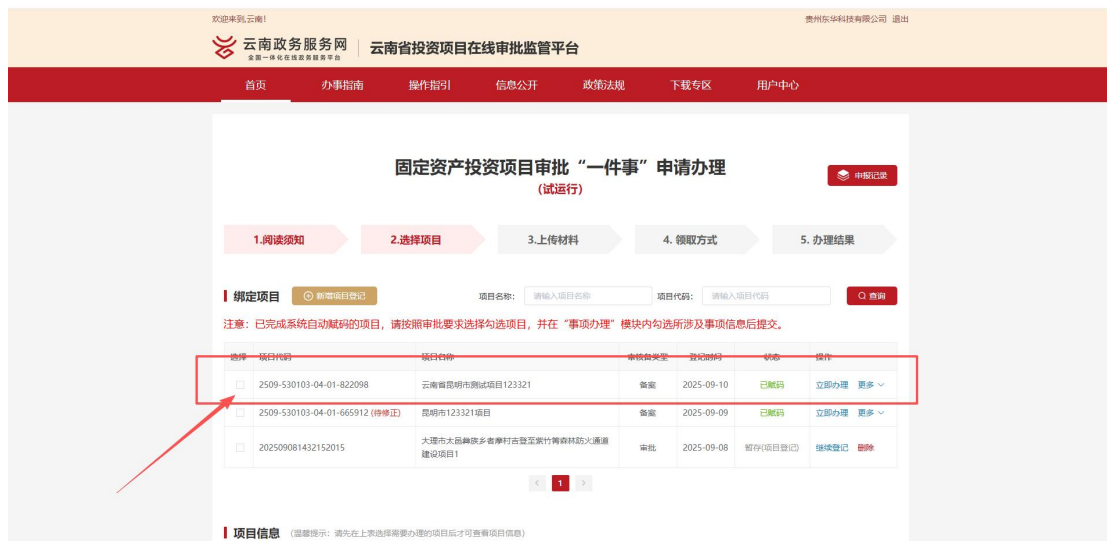 欢迎来到,云南!
贵州东华科技有限公司 退出
云南政务服务网
全国一体化在线政务服务平台
云南省投资项目在线审批监管平台
首页 办事指南 操作指引 信息公开 政策法规 下载专区 用户中心
固定资产投资项目审批“一件事”申请办理
(试运行)
申报记录
1.阅读须知 2.选择项目 3.上传材料 4. 领取方式 5. 办理结果
绑定项目 新增项目登记 项目名称: 请输入项目名称 项目代码: 请输入项目代码 查询
注意:已完成系统自动赋码的项目,请按照审批要求选择勾选项目,并在“事项办理”模块内勾选所涉及事项信息后提交。
选择 项目代码 项目名称 审核备类型 登记时间 状态 操作
2509-530103-04-01-822098 云南省昆明市测试项目123321 备案 2025-09-10 已赋码 立即办理 更多
2509-530103-04-01-665912 (待修正) 昆明市123321项目 备案 2025-09-09 已赋码 立即办理 更多
202509081432152015 大理市太邑彝族乡者摩村吉登至紫竹箐森林防火通道建设项目1 审批 2025-09-08 暂存(项目登记) 继续登记 删除
< 1 >
项目信息 (温馨提示:请先在上表选择需要办理的项目后才可查看项目信息)